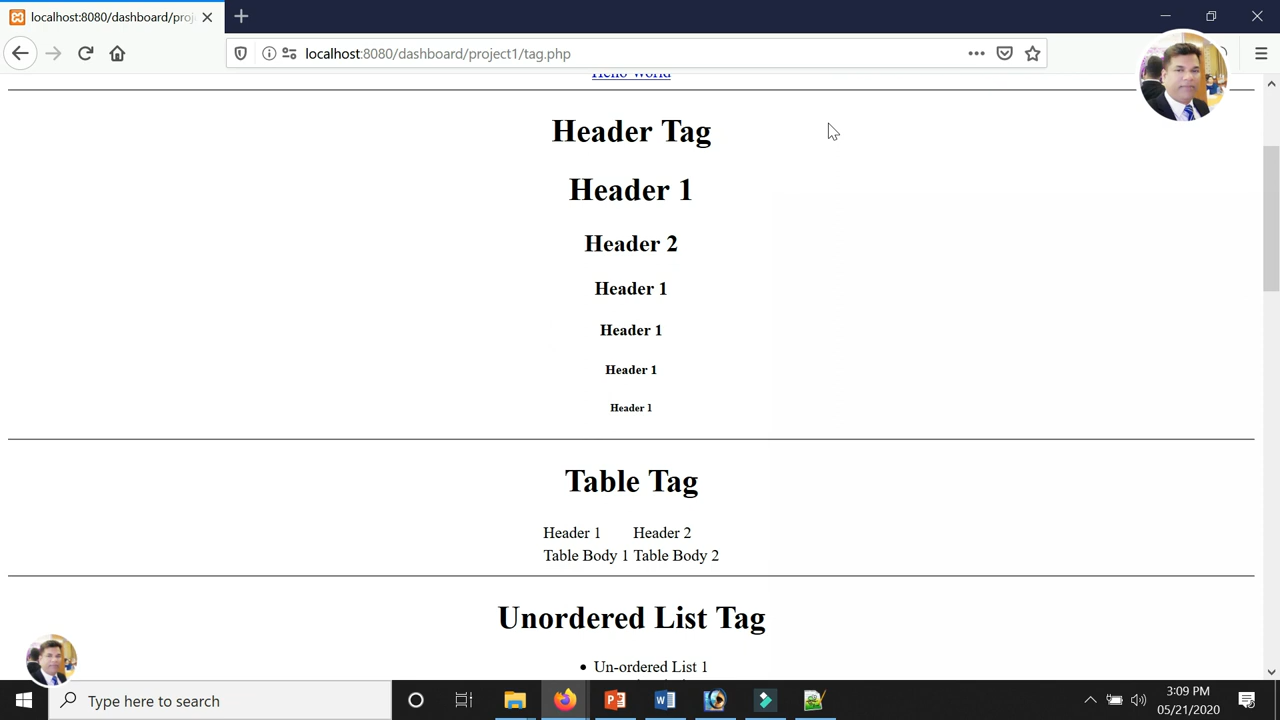 localhost:8080/dashboard/proj
localhost:8080/dashboard/project1/tag.php
Hello World
Header Tag
Header 1
Header 2
Header 1
Header 1
Header 1
Header 1
Table Tag
Header 1 Header 2
Table Body 1 Table Body 2
Unordered List Tag
Un-ordered List 1
Type here to search
3:09 PM
05/21/2020